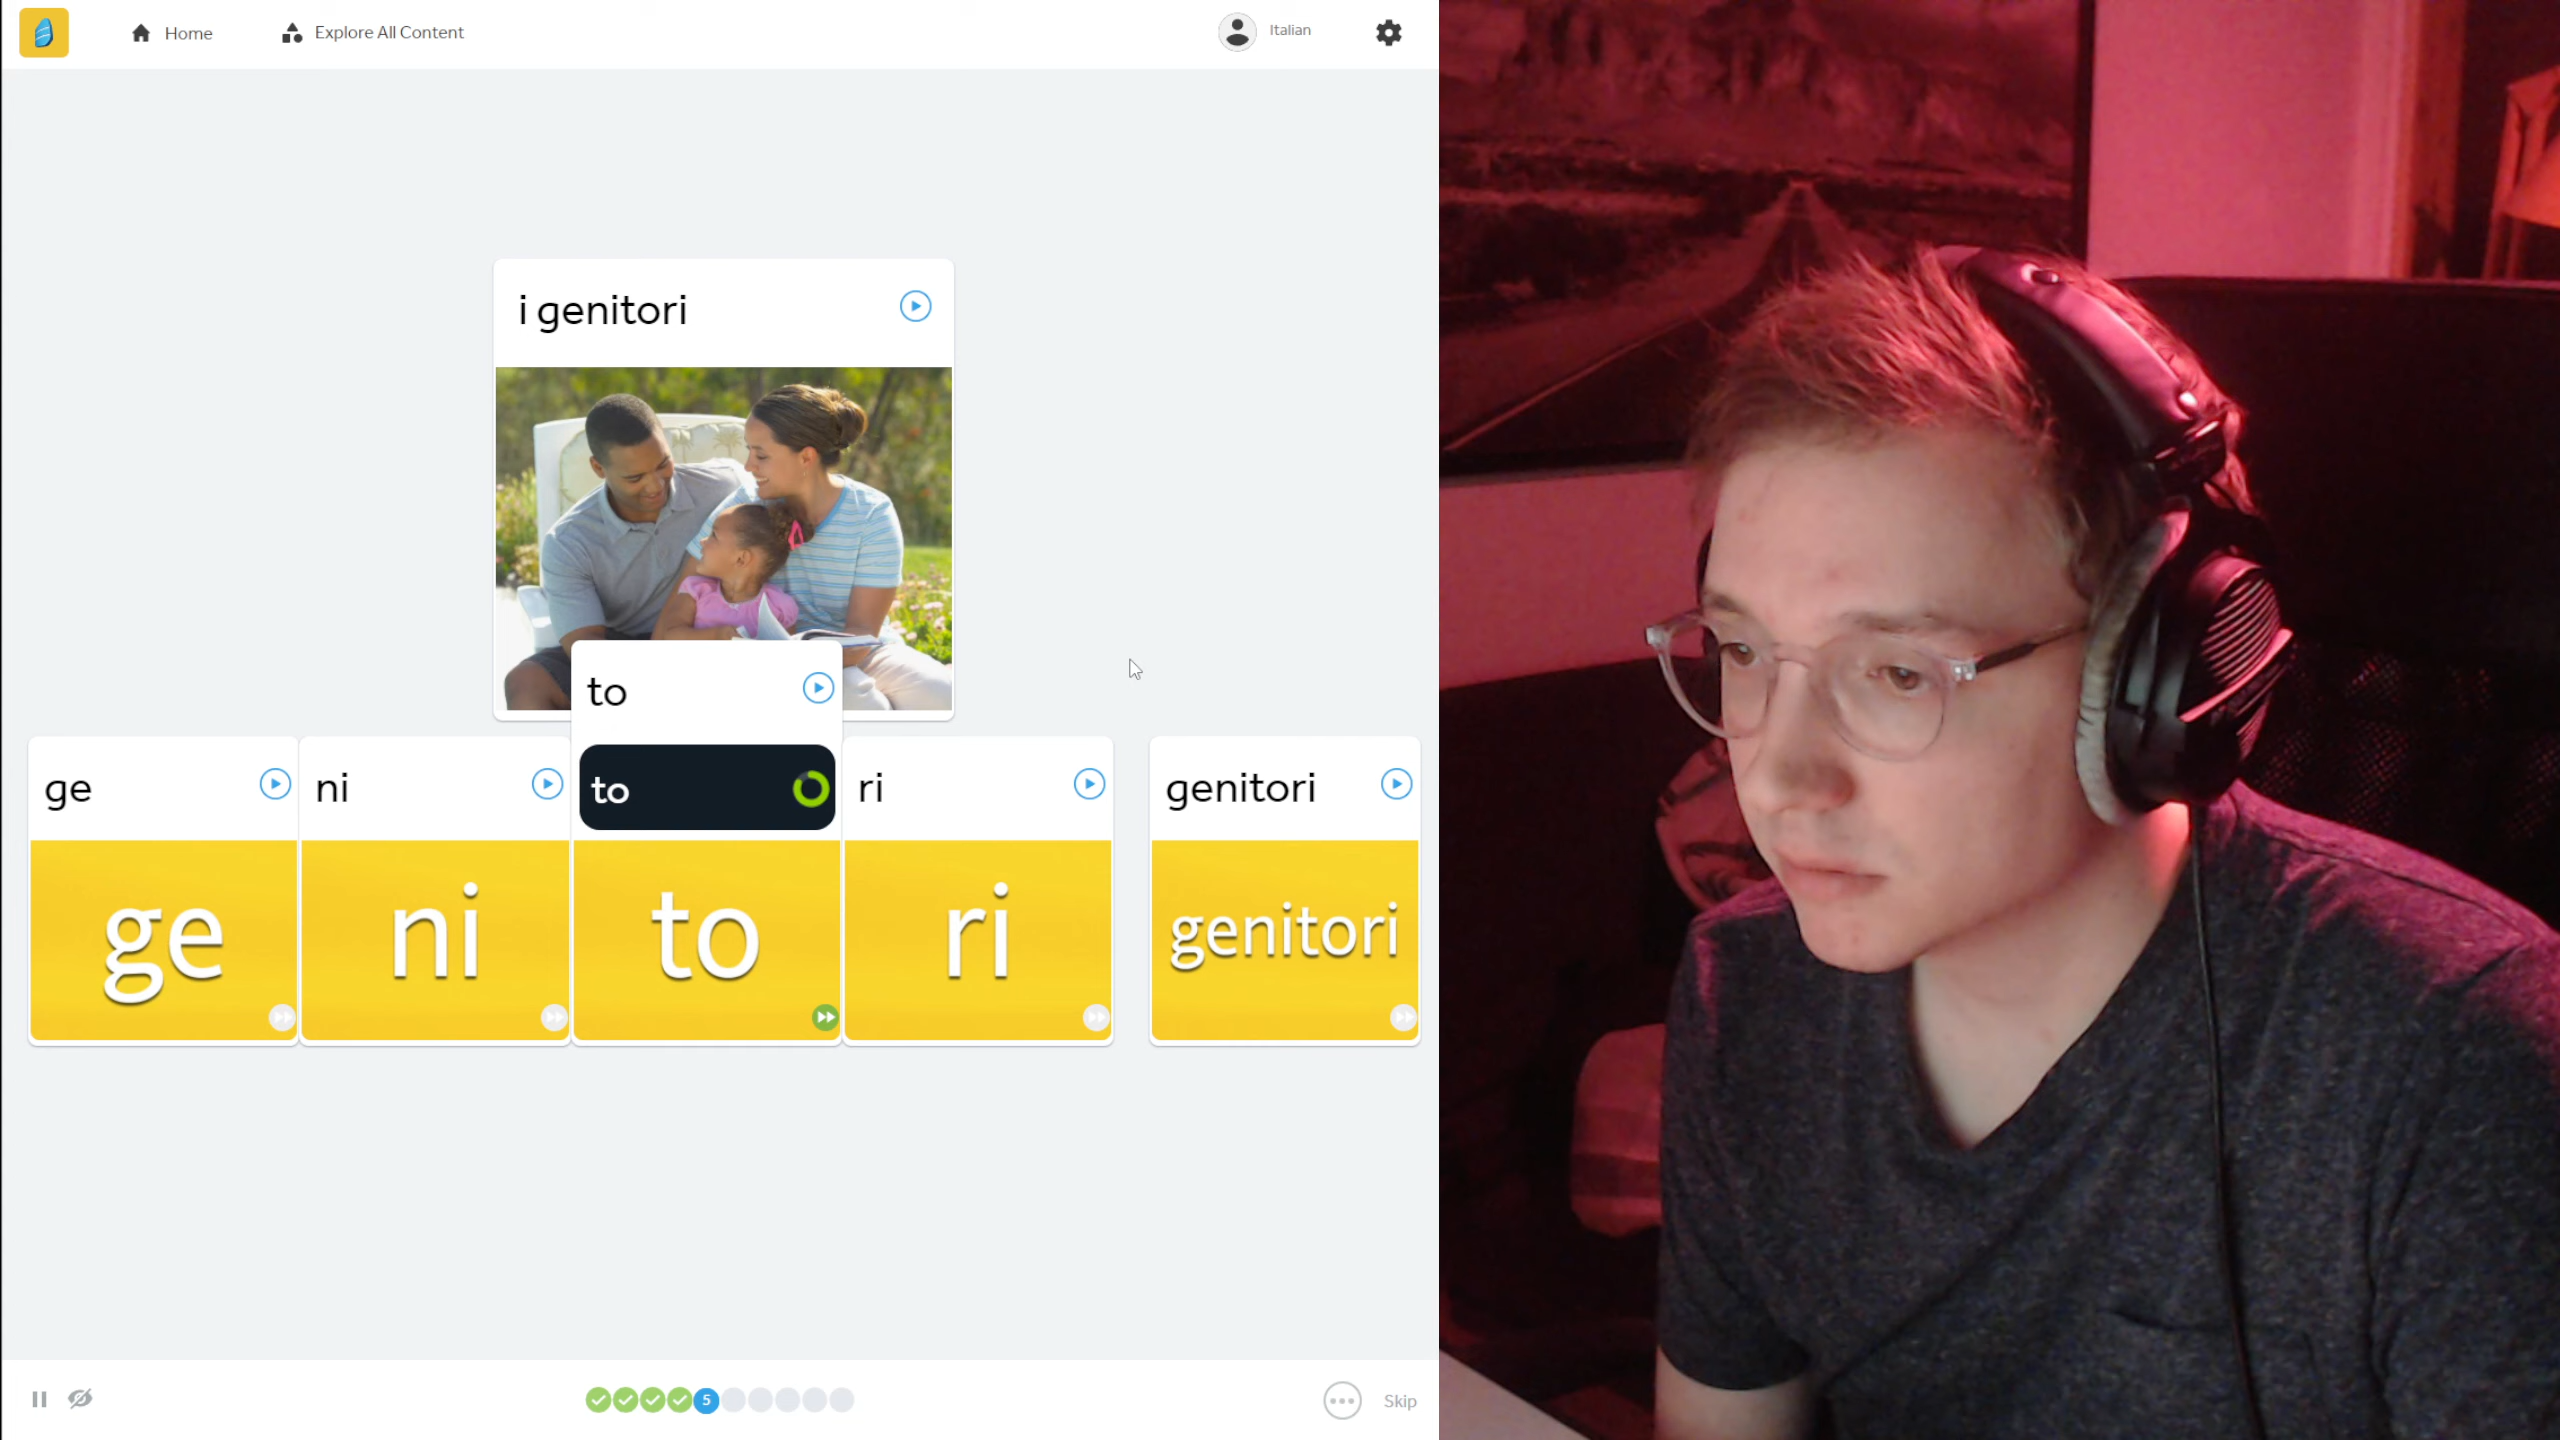 Home
Explore All Content
Italian
i genitori
to
ge
ni
to
ri
genitori
ge
ni
to
ri
genitori
5
Skip